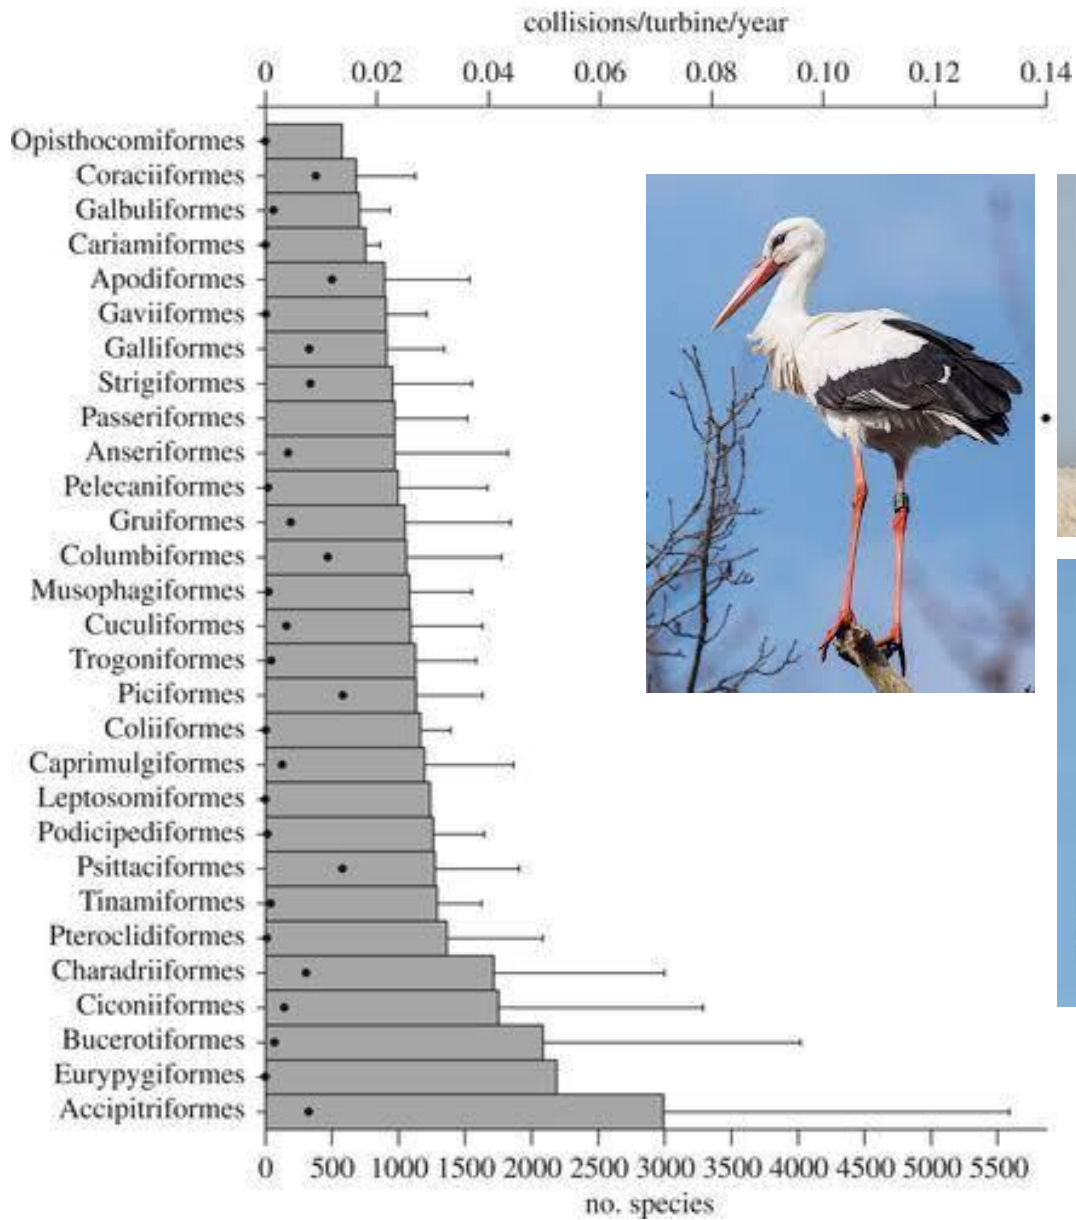 collisions/turbine/year
0 0.02 0.04 0.06 0.08 0.10 0.12 0.14
Opisthocomiformes
Coraciiformes
Galbuliformes
Cariamiformes
Apodiformes
Gaviiformes
Galliformes
Strigiformes
Passeriformes
Anseriformes
Pelecaniformes
Gruiformes
Columbiformes
Musophagiformes
Cuculiformes
Trogoniformes
Piciformes
Coliiformes
Caprimulgiformes
Leptosomiformes
Podicipediformes
Psittaciformes
Tinamiformes
Pteroclidiformes
Charadriiformes
Ciconiiformes
Bucerotiformes
Eurypygiformes
Accipitriformes
0 500 1000 1500 2000 2500 3000 3500 4000 4500 5000 5500
no. species